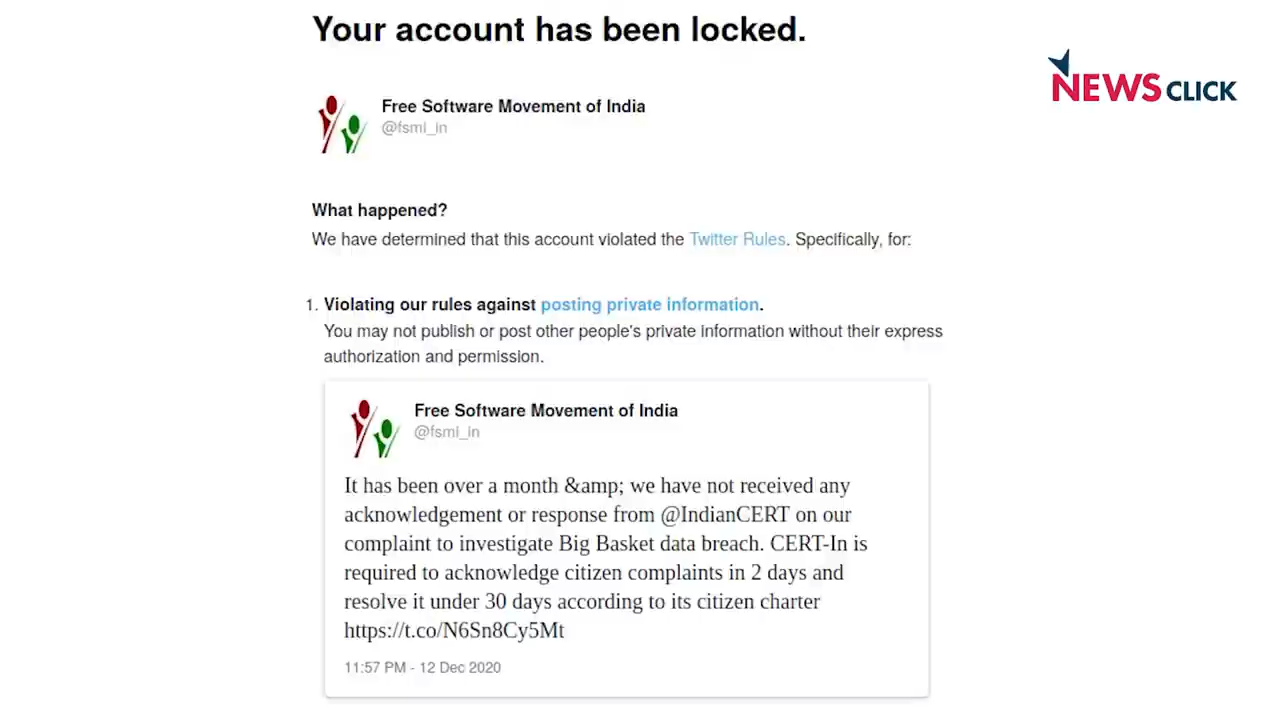 Your account has been locked.
NEWSCLICK
Free Software Movement of India
@fsmi_in
What happened?
We have determined that this account violated the Twitter Rules. Specifically, for:
1. Violating our rules against posting private information.
You may not publish or post other people's private information without their express
authorization and permission.
Free Software Movement of India
@fsmi_in
It has been over a month &amp; we have not received any
acknowledgement or response from @IndianCERT on our
complaint to investigate Big Basket data breach. CERT-In is
required to acknowledge citizen complaints in 2 days and
resolve it under 30 days according to its citizen charter
https://t.co/N6Sn8Cy5Mt
11:57 PM - 12 Dec 2020